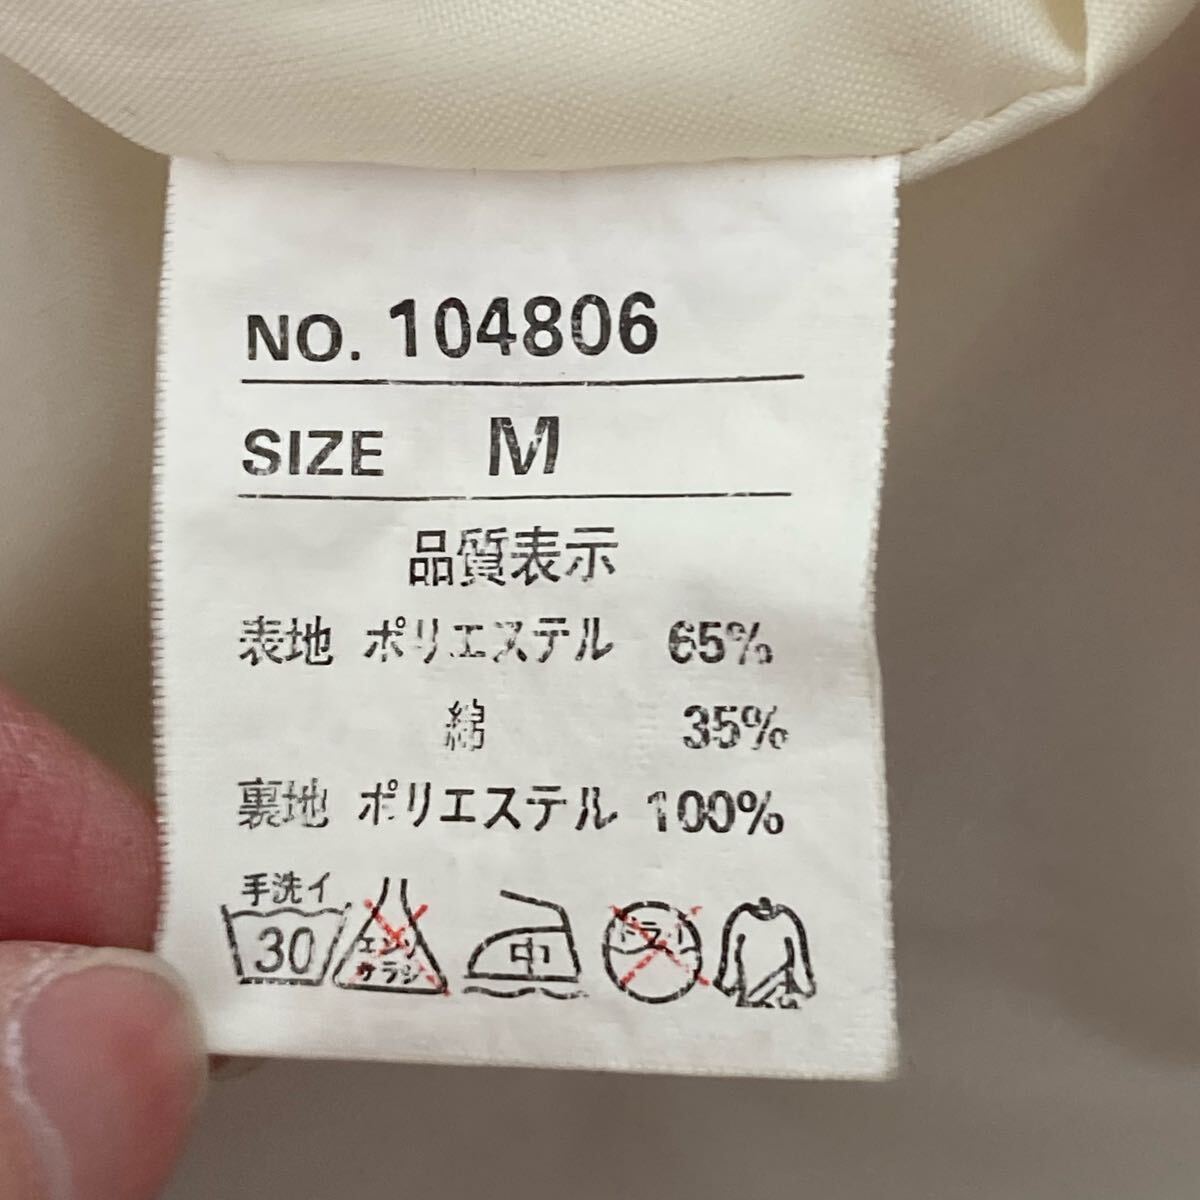 NO. 104806
SIZE M
品質表示
表地 ポリエステル 65%
綿 35%
裏地 ポリエステル 100%
手洗イ
30 エンソ サラシ 中 ドライ